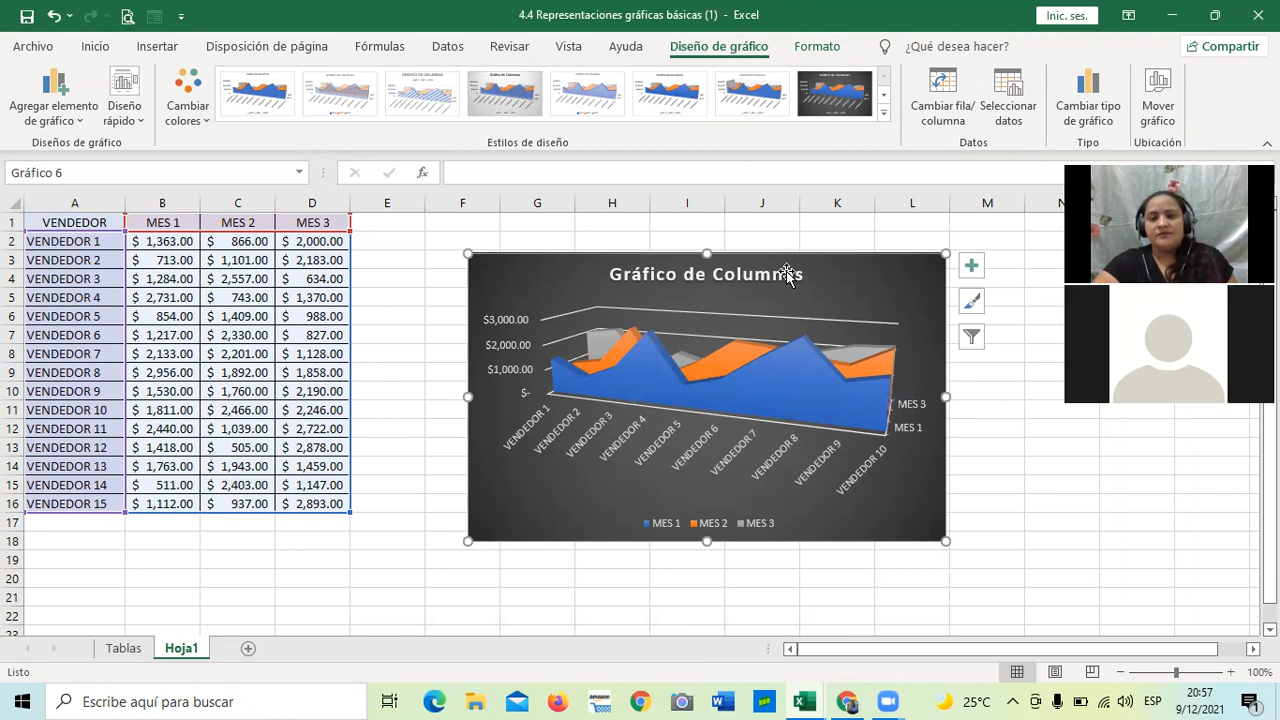 4.4 Representaciones gráficas básicas (1) - Excel
Inic. ses.
Archivo Inicio Insertar Disposición de página Fórmulas Datos Revisar Vista Ayuda Diseño de gráfico Formato ¿Qué desea hacer? Compartir
Agregar elemento de gráfico
Diseño rápido
Cambiar colores
Cambiar fila/ columna
Seleccionar datos
Cambiar tipo de gráfico
Mover gráfico
Diseños de gráfico Estilos de diseño Datos Tipo Ubicación
Gráfico 6
A B C D E F G H I J K L M N
1 VENDEDOR MES 1 MES 2 MES 3
2 VENDEDOR 1 $ 1,363.00 $ 866.00 $ 2,000.00
3 VENDEDOR 2 $ 713.00 $ 1,101.00 $ 2,183.00
4 VENDEDOR 3 $ 1,284.00 $ 2,557.00 $ 634.00
5 VENDEDOR 4 $ 2,731.00 $ 743.00 $ 1,370.00
6 VENDEDOR 5 $ 854.00 $ 1,409.00 $ 988.00
7 VENDEDOR 6 $ 1,217.00 $ 2,330.00 $ 827.00
8 VENDEDOR 7 $ 2,133.00 $ 2,201.00 $ 1,128.00
9 VENDEDOR 8 $ 2,956.00 $ 1,892.00 $ 1,858.00
10 VENDEDOR 9 $ 1,530.00 $ 1,760.00 $ 2,190.00
11 VENDEDOR 10 $ 1,811.00 $ 2,466.00 $ 2,246.00
12 VENDEDOR 11 $ 2,440.00 $ 1,039.00 $ 2,722.00
13 VENDEDOR 12 $ 1,418.00 $ 505.00 $ 2,878.00
14 VENDEDOR 13 $ 1,763.00 $ 1,943.00 $ 1,459.00
15 VENDEDOR 14 $ 511.00 $ 2,403.00 $ 1,147.00
16 VENDEDOR 15 $ 1,112.00 $ 937.00 $ 2,893.00
17
18
19
20
21
22
23
Gráfico de Columnas
$3,000.00
$2,000.00
$1,000.00
$-
VENDEDOR 1
VENDEDOR 2
VENDEDOR 3
VENDEDOR 4
VENDEDOR 5
VENDEDOR 6
VENDEDOR 7
VENDEDOR 8
VENDEDOR 9
VENDEDOR 10
MES 3
MES 1
MES 1 MES 2 MES 3
Tablas Hoja1
Listo
100%
Escribe aquí para buscar
25°C
ESP
20:57
9/12/2021